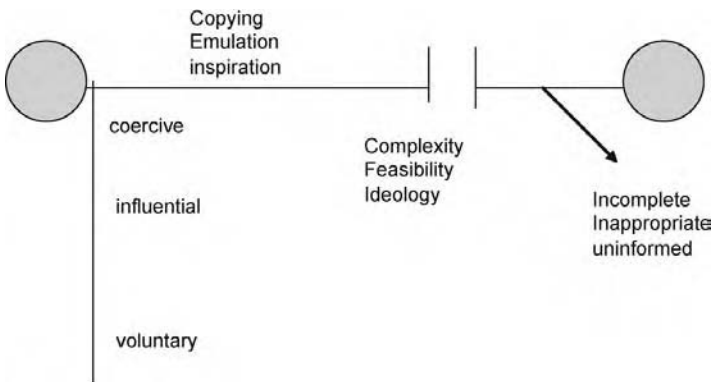 Copying
Emulation
inspiration
coercive
influential
voluntary
Complexity
Feasibility
Ideology
Incomplete
Inappropriate
uninformed